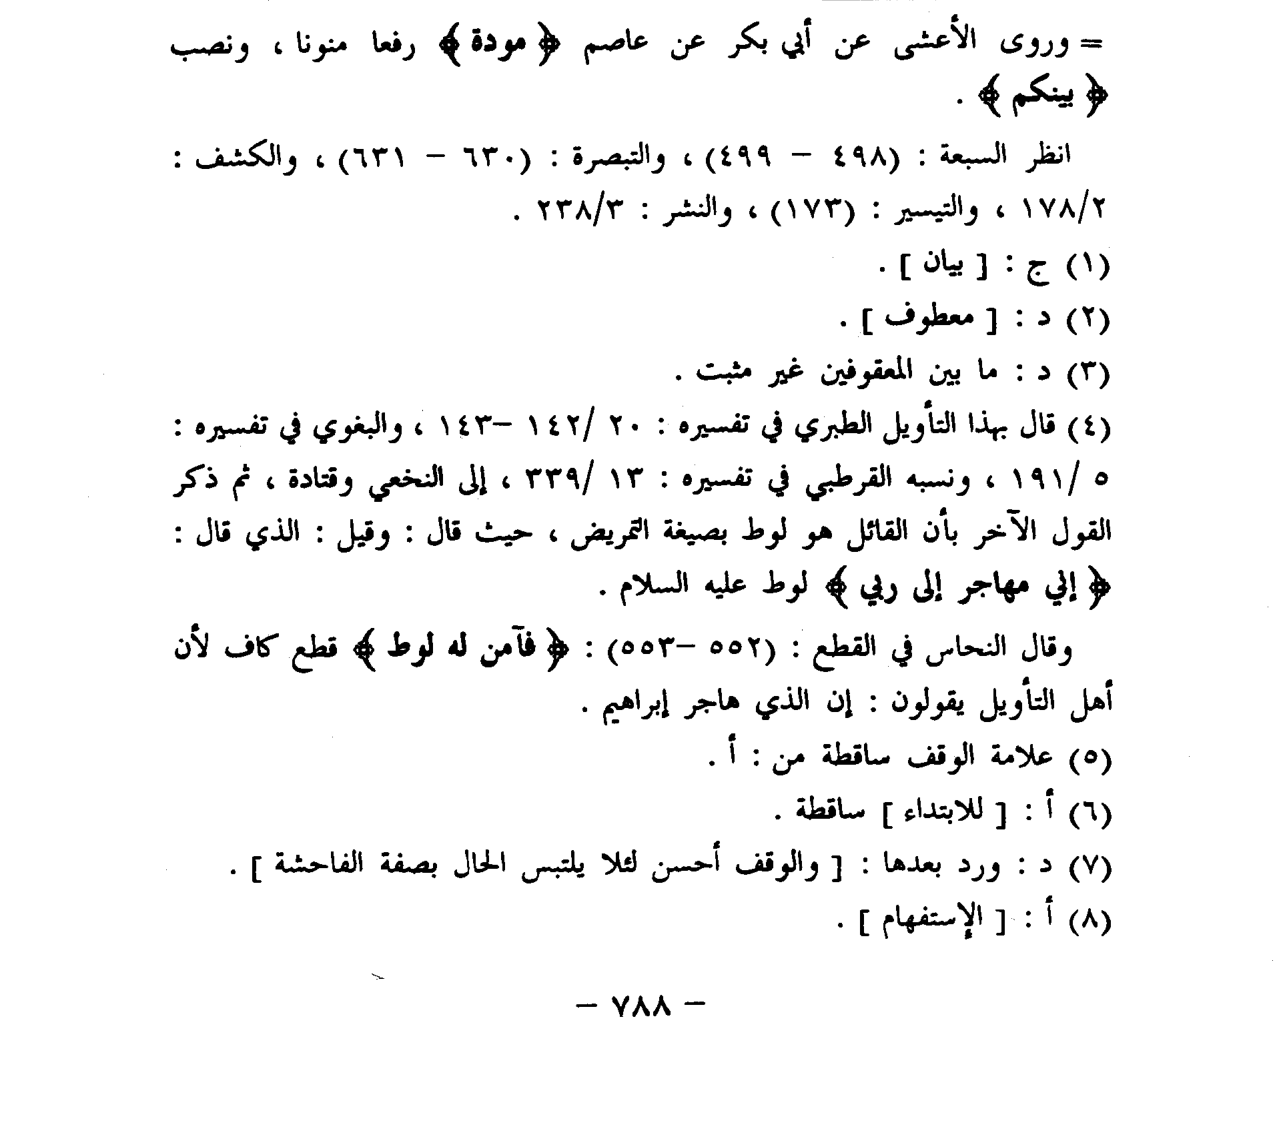 = وروى الأعشى عن أبي بكر عن عاصم ﴿ مودة ﴾ رفعا منونا ، ونصب
﴿ بينكم ﴾ .
انظر السبعة : (٤٩٨ – ٤٩٩) ، والتبصرة : (٦٣٠ – ٦٣١) ، والكشف :
١٧٨/٢ ، والتيسير : (١٧٣) ، والنشر : ٢٣٨/٣ .
(١) ج : [ بيان ] .
(٢) د : [ معطوف ] .
(٣) د : ما بين المعقوفين غير مثبت .
(٤) قال بهذا التأويل الطبري في تفسيره : ٢٠ /١٤٢ –١٤٣ ، والبغوي في تفسيره :
٥ /١٩١ ، ونسبه القرطبي في تفسيره : ١٣ /٣٣٩ ، إلى النخعي وقتادة ، ثم ذكر
القول الآخر بأن القائل هو لوط بصيغة التمريض ، حيث قال : وقيل : الذي قال :
﴿ إني مهاجر إلى ربي ﴾ لوط عليه السلام .
وقال النحاس في القطع : (٥٥٢ –٥٥٣) : ﴿ فآمن له لوط ﴾ قطع كاف لأن
أهل التأويل يقولون : إن الذي هاجر إبراهيم .
(٥) علامة الوقف ساقطة من : أ .
(٦) أ : [ للابتداء ] ساقطة .
(٧) د : ورد بعدها : [ والوقف أحسن لئلا يلتبس الحال بصفة الفاحشة ] .
(٨) أ : [ الإستفهام ] .
– ٧٨٨ –